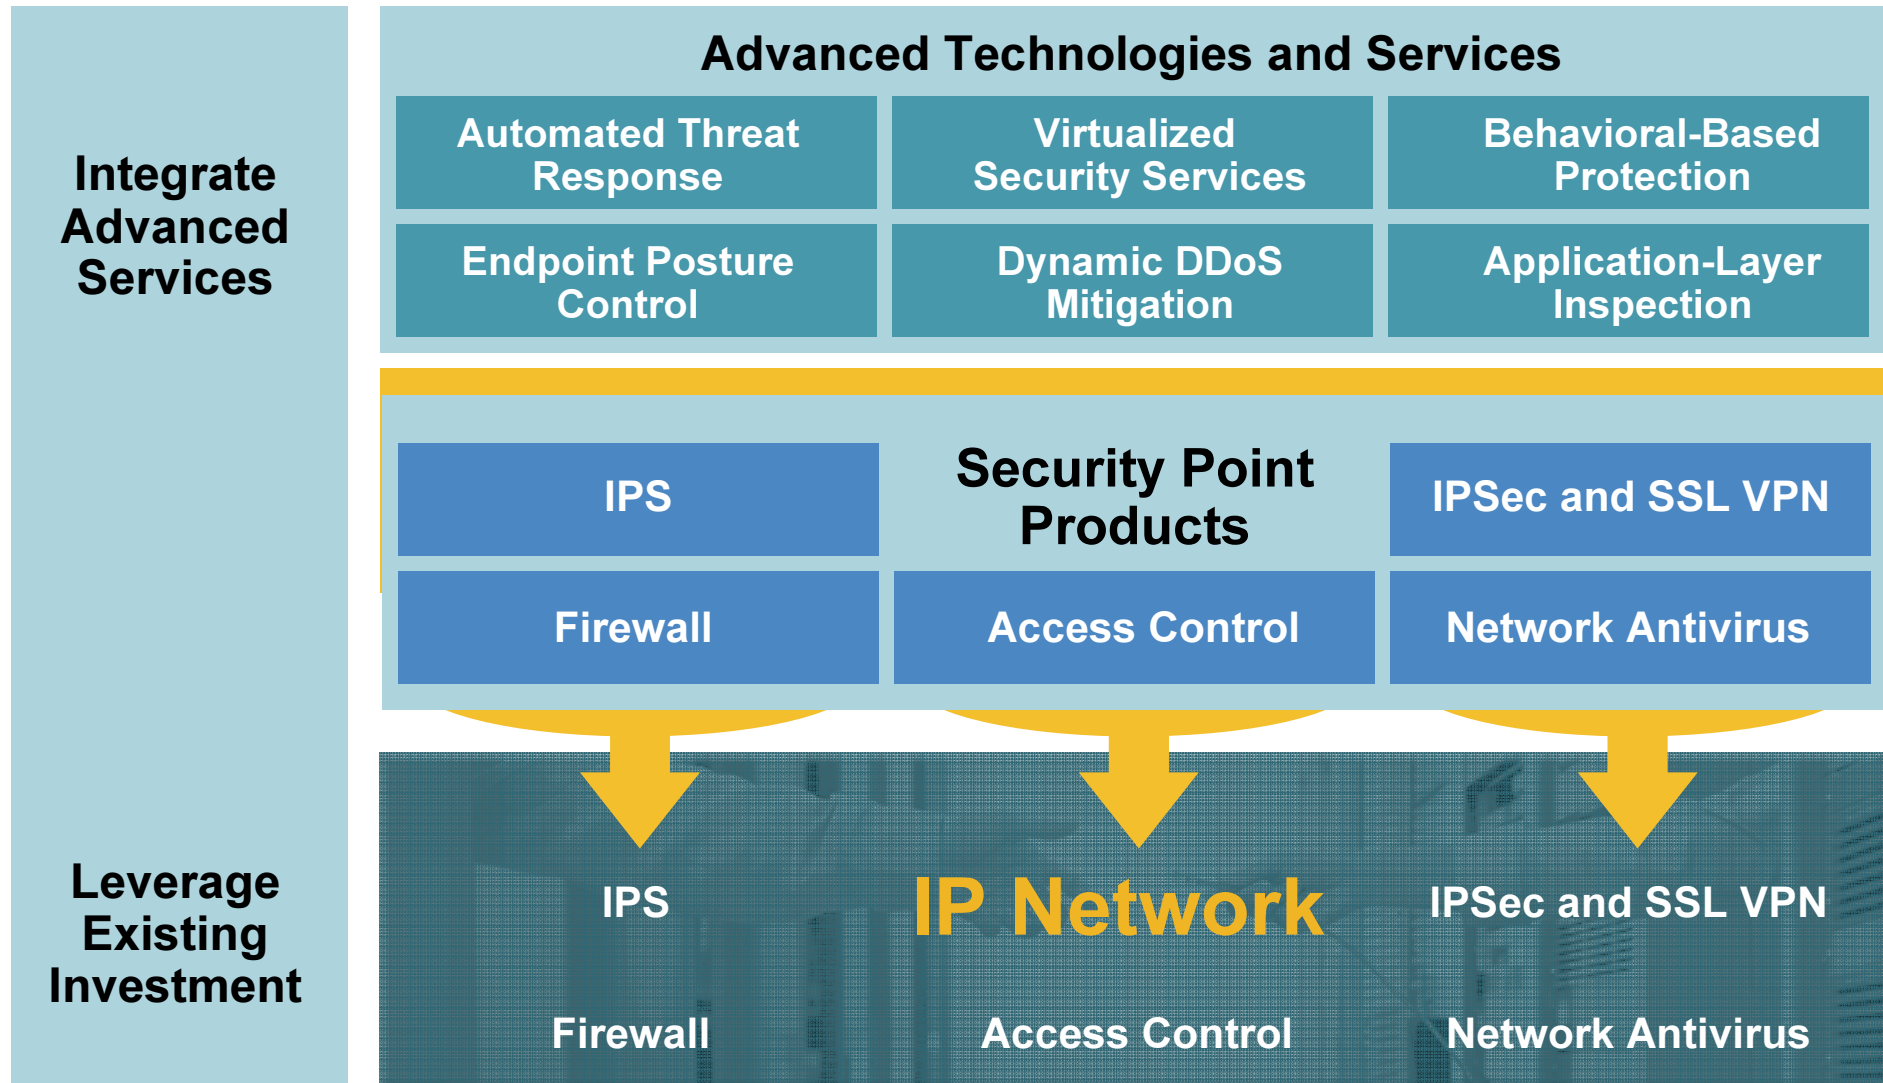 Integrate
Advanced
Services
Advanced Technologies and Services
Automated Threat
Response
Virtualized
Security Services
Behavioral-Based
Protection
Endpoint Posture
Control
Dynamic DDoS
Mitigation
Application-Layer
Inspection
IPS
Security Point
Products
IPSec and SSL VPN
Firewall
Access Control
Network Antivirus
Leverage
Existing
Investment
IPS
IP Network
IPSec and SSL VPN
Firewall
Access Control
Network Antivirus